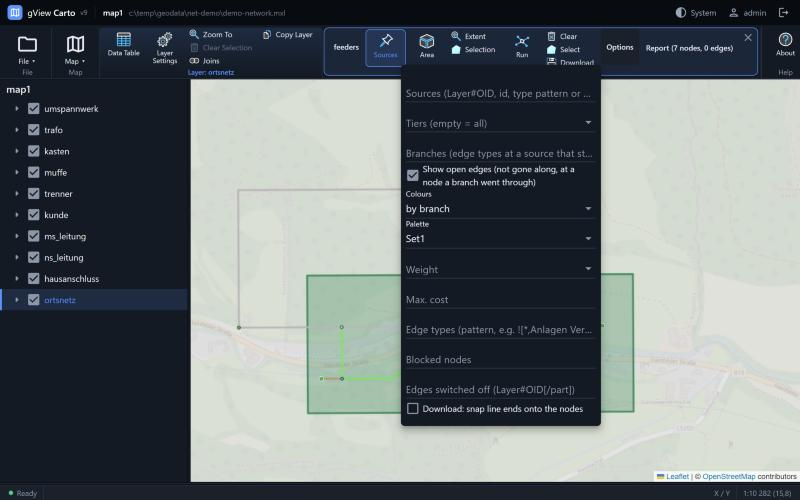 gView Carto v9 map1 c:\temp\geodata\net-demo\demo-network.mxl System admin
File Map Data Table Layer Settings Zoom To Clear Selection Joins Copy Layer
File Map Layer: ortsnetz
feeders Sources Area Extent Selection Run Clear Select Download Options Report (7 nodes, 0 edges)
About
Help
map1
umspannwerk
trafo
kasten
muffe
trenner
kunde
ms_leitung
ns_leitung
hausanschluss
ortsnetz
Sources (Layer#OID, id, type pattern or ...
Tiers (empty = all)
Branches (edge types at a source that st...
Show open edges (not gone along, at a
node a branch went through)
Colours
by branch
Palette
Set1
Weight
Max. cost
Edge types (pattern, e.g. ![*,Anlagen Ver...
Blocked nodes
Edges switched off (Layer#OID[/part])
Download: snap line ends onto the nodes
Leaflet | © OpenStreetMap contributors
Ready X / Y 1:10 282 (15,8)